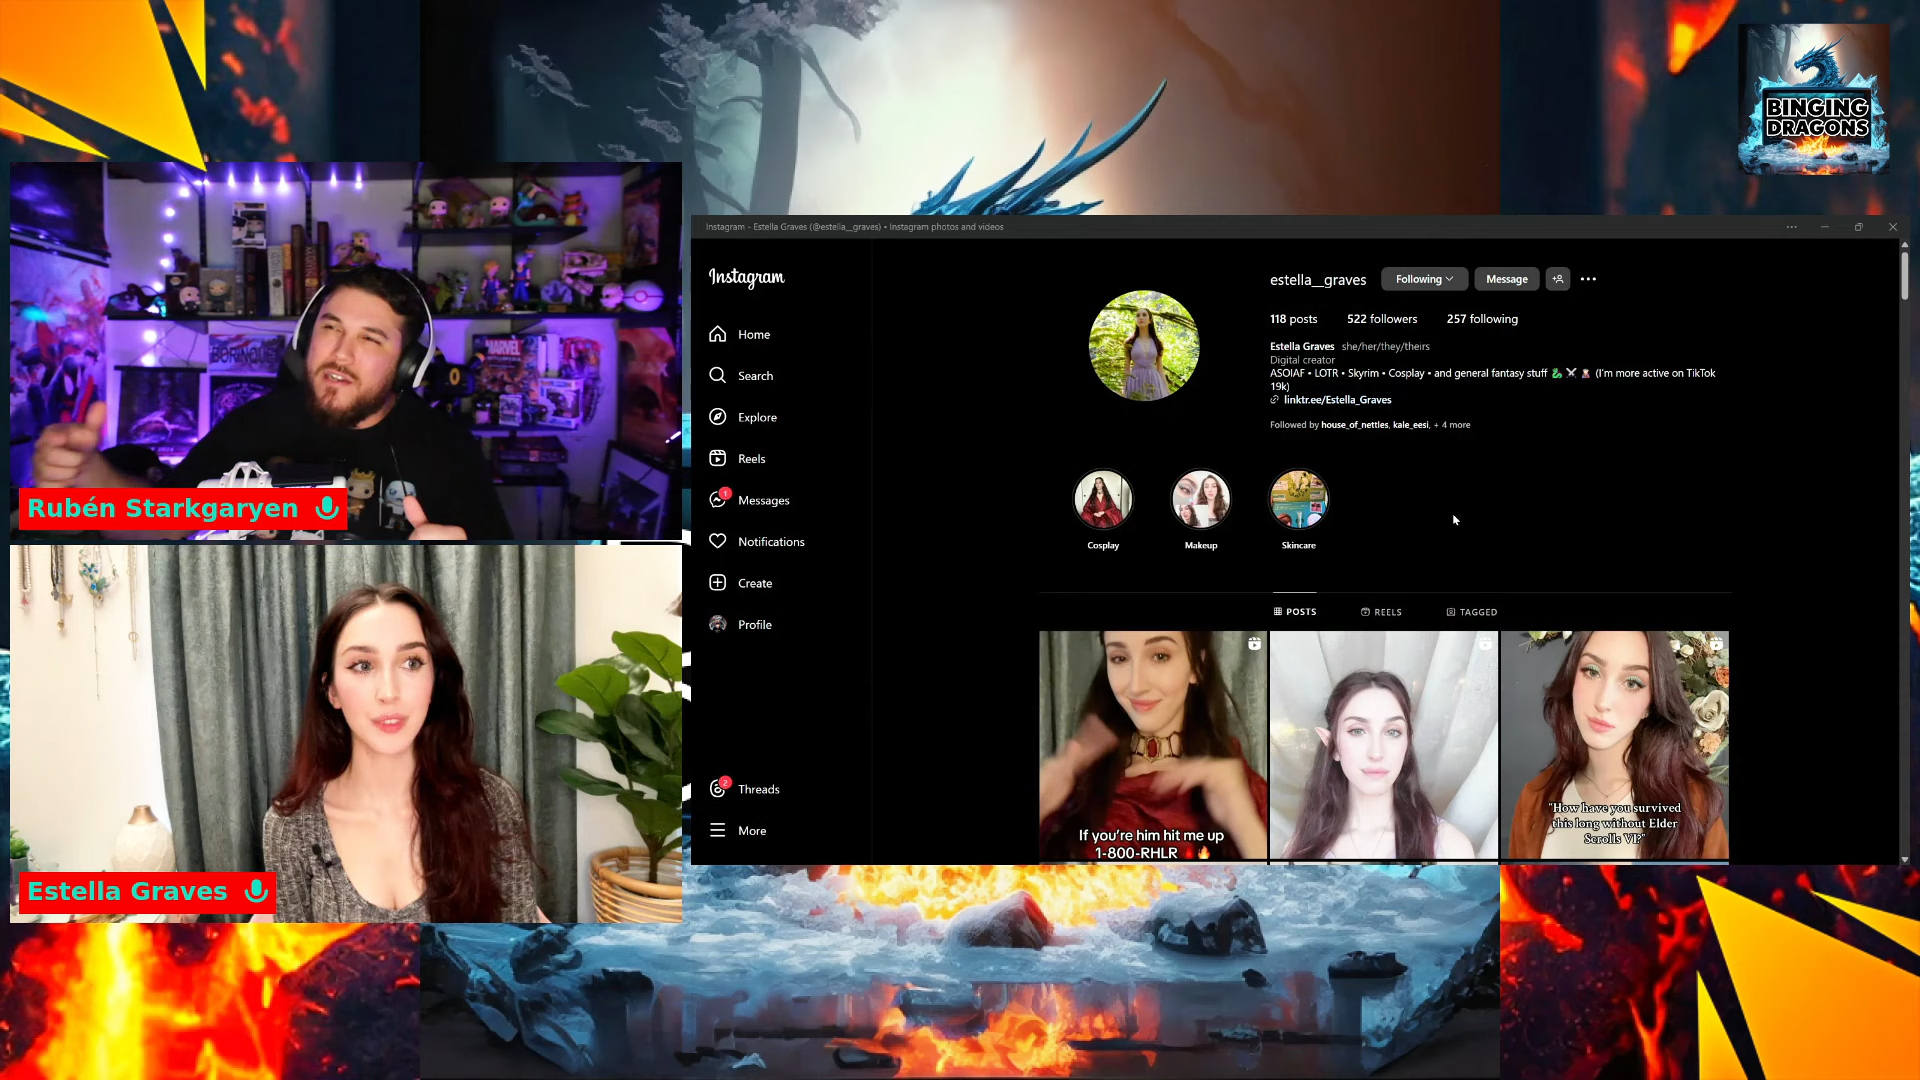 BINGING
DRAGONS
BORINQUE
MARVEL
Rubén Starkgaryen
Estella Graves
Instagram - Estella Graves (@estella__graves) • Instagram photos and videos
Instagram
Home
Search
Explore
Reels
1
Messages
Notifications
Create
Profile
2
Threads
More
estella__graves
Following
Message
118 posts 522 followers 257 following
Estella Graves she/her/they/theirs
Digital creator
ASOIAF • LOTR • Skyrim • Cosplay • and general fantasy stuff 🐉 ⚔️ 🧝🏻‍♀️ (I'm more active on TikTok
19k)
linktr.ee/Estella_Graves
Followed by house_of_nettles, kale_eesi, + 4 more
Cosplay
Makeup
Skincare
POSTS
REELS
TAGGED
If you're him hit me up
1-800-RHLR 🔥
"How have you survived
this long without Elder
Scrolls VI?"